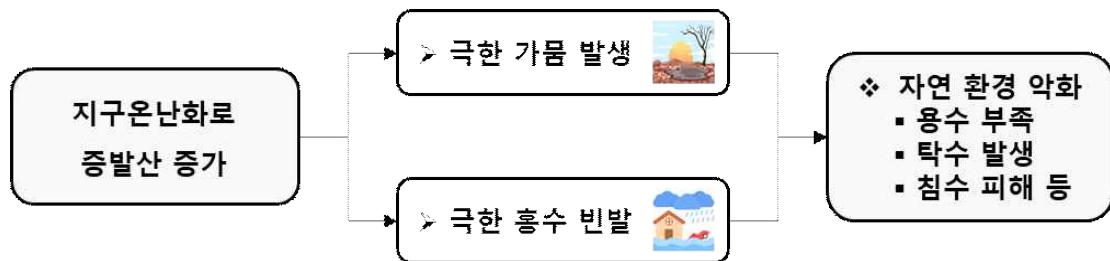 지구온난화로
증발산 증가
➢ 극한 가뭄 발생
➢ 극한 홍수 빈발
❖ 자연 환경 악화
▪ 용수 부족
▪ 탁수 발생
▪ 침수 피해 등